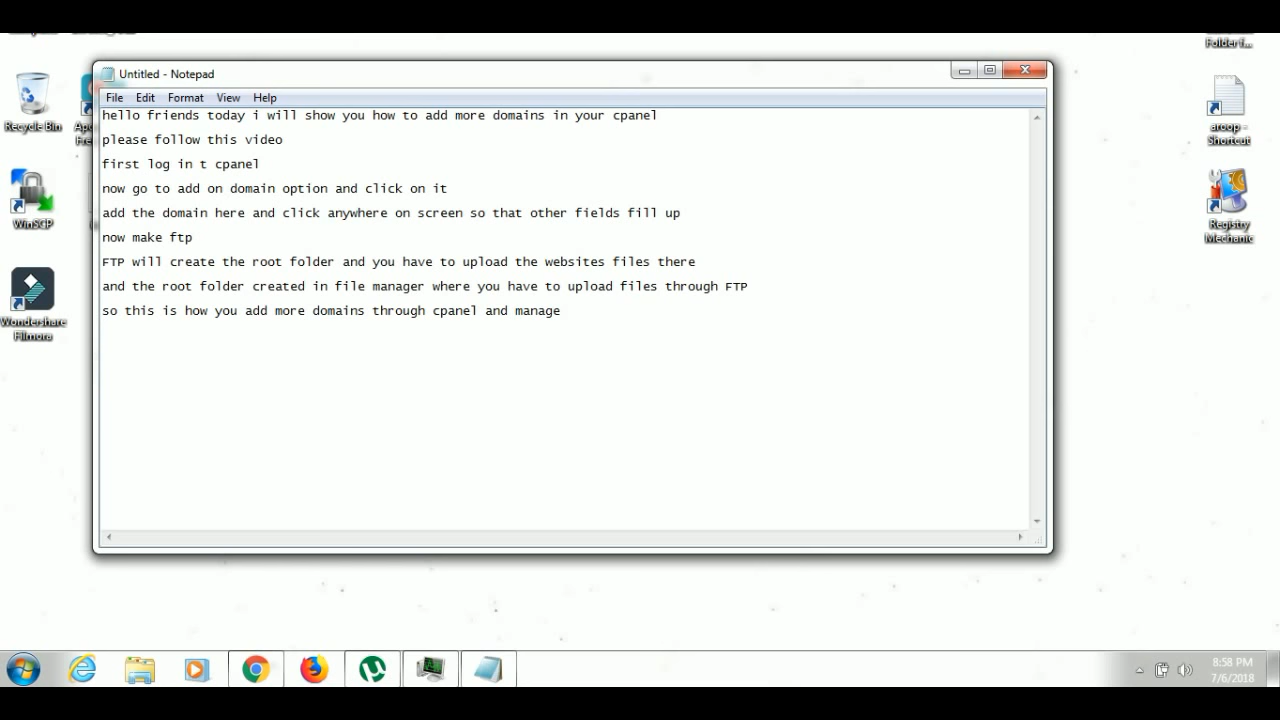 Folder f...
Untitled - Notepad
File Edit Format View Help
hello friends today i will show you how to add more domains in your cpanel
please follow this video
first log in t cpanel
now go to add on domain option and click on it
add the domain here and click anywhere on screen so that other fields fill up
now make ftp
FTP will create the root folder and you have to upload the websites files there
and the root folder created in file manager where you have to upload files through FTP
so this is how you add more domains through cpanel and manage
Recycle Bin
WinSCP
Wondershare
Filmora
aroop -
Shortcut
Registry
Mechanic
8:58 PM
7/6/2018